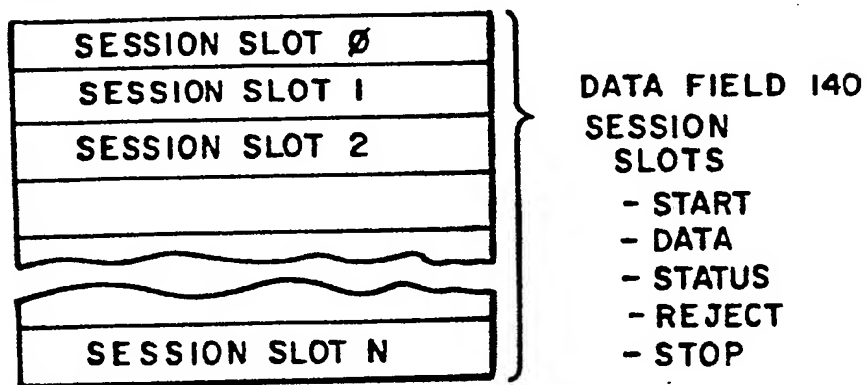 SESSION SLOT Ø
SESSION SLOT 1
SESSION SLOT 2
SESSION SLOT N
DATA FIELD 140
SESSION
SLOTS
- START
- DATA
- STATUS
- REJECT
- STOP